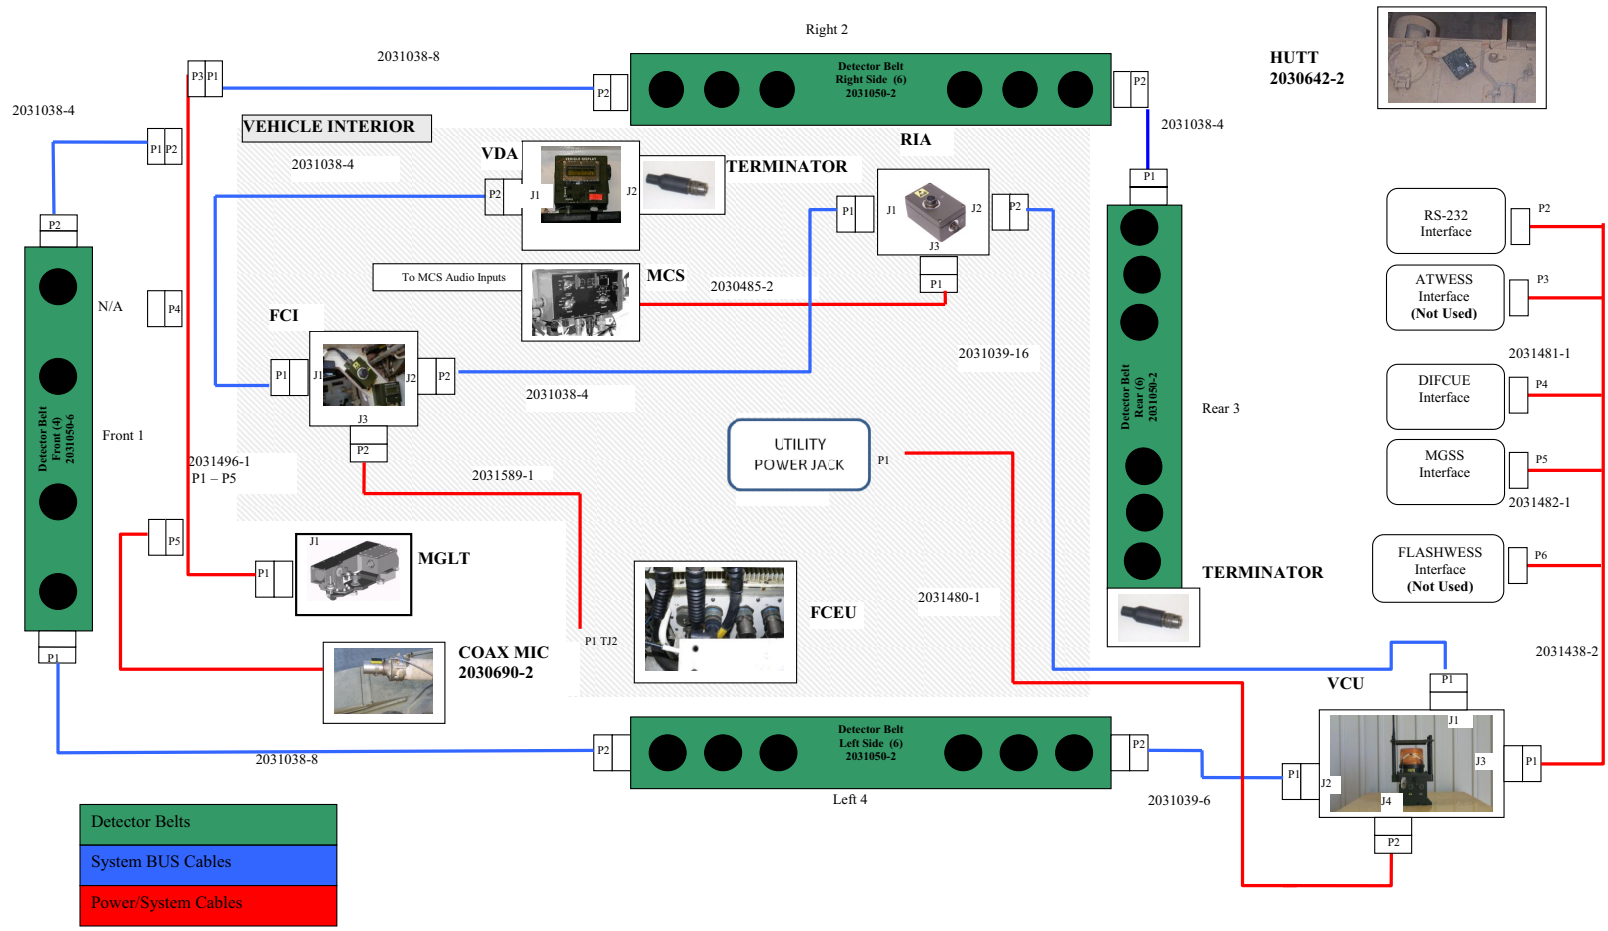 Right 2
HUTT
2030642-2
2031038-8
P3 P1
P2
Detector Belt
Right Side (6)
2031050-2
P2
2031038-4
2031038-4
P1 P2
VEHICLE INTERIOR
2031038-4
VDA
P2
J1
J2
TERMINATOR
RIA
P1
J1
J2
P2
J3
P1
P1
P2
Detector Belt
Front (4)
2031050-6
P1
N/A
P4
Front 1
To MCS Audio Inputs
MCS
2030485-2
FCI
P1
J1
J2
P2
J3
P2
2031038-4
2031039-16
Detector Belt
Rear (6)
2031050-2
Rear 3
RS-232
Interface
P2
ATWESS
Interface
(Not Used)
P3
2031481-1
DIFCUE
Interface
P4
MGSS
Interface
P5
2031482-1
FLASHWESS
Interface
(Not Used)
P6
2031438-2
UTILITY
POWER JACK
P1
2031496-1
P1 – P5
2031589-1
P5
P1
J1
MGLT
P1 TJ2
FCEU
2031480-1
TERMINATOR
COAX MIC
2030690-2
VCU
P1
J1
J2
J3
J4
P1
P1
P2
2031038-8
P2
Detector Belt
Left Side (6)
2031050-2
P2
Left 4
2031039-6
Detector Belts
System BUS Cables
Power/System Cables